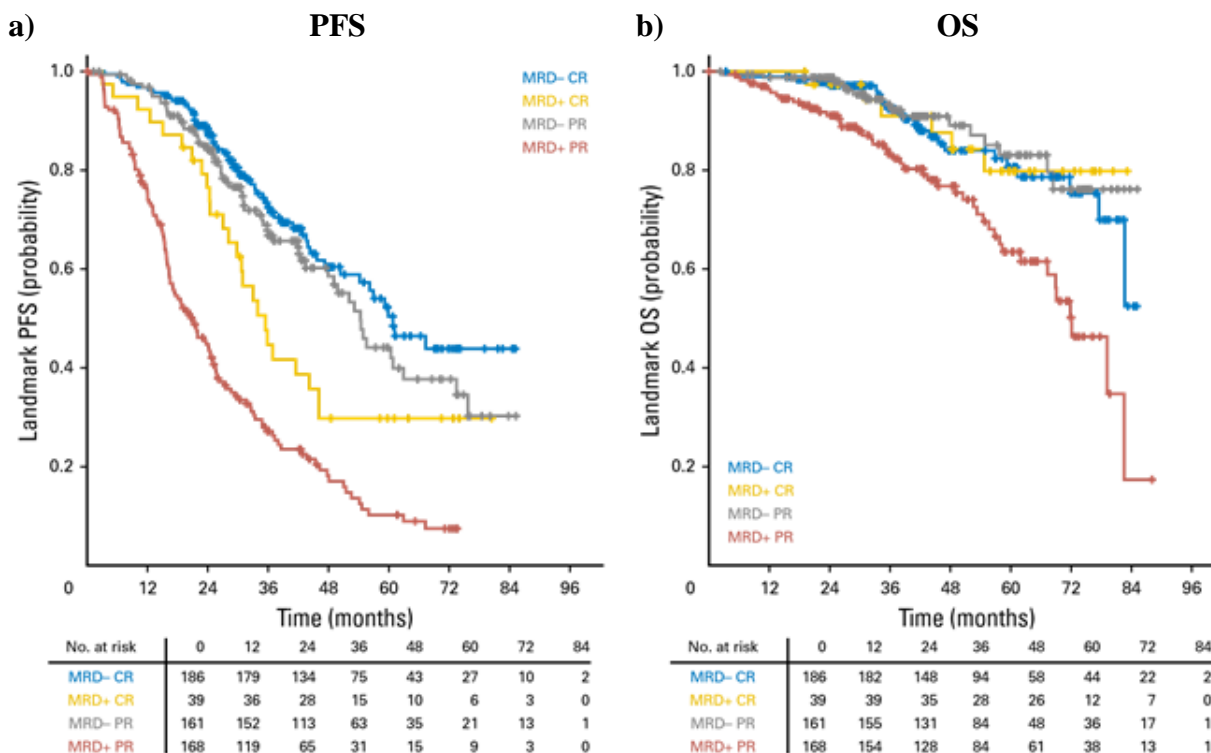 a) PFS
1.0
0.8
0.6
0.4
0.2
0 12 24 36 48 60 72 84 96
Landmark PFS (probability)
Time (months)
MRD– CR
MRD+ CR
MRD– PR
MRD+ PR
No. at risk 0 12 24 36 48 60 72 84
MRD– CR 186 179 134 75 43 27 10 2
MRD+ CR 39 36 28 15 10 6 3 0
MRD– PR 161 152 113 63 35 21 13 1
MRD+ PR 168 119 65 31 15 9 3 0
b) OS
1.0
0.8
0.6
0.4
0.2
0 12 24 36 48 60 72 84 96
Landmark OS (probability)
Time (months)
MRD– CR
MRD+ CR
MRD– PR
MRD+ PR
No. at risk 0 12 24 36 48 60 72 84
MRD– CR 186 182 148 94 58 44 22 2
MRD+ CR 39 39 35 28 26 12 7 0
MRD– PR 161 155 131 84 48 36 17 1
MRD+ PR 168 154 128 84 61 38 13 1